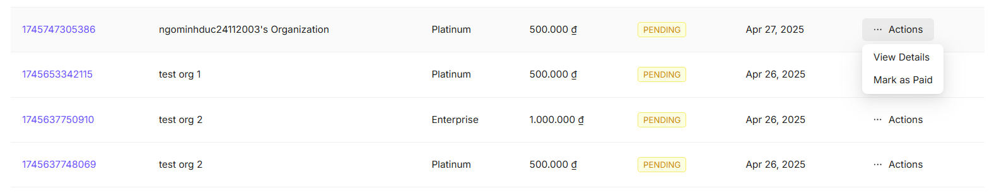 1745747305386 ngominhduc24112003's Organization Platinum 500.000 ₫ PENDING Apr 27, 2025 ··· Actions
View Details
1745653342115 test org 1 Platinum 500.000 ₫ PENDING Apr 26, 2025
Mark as Paid
1745637750910 test org 2 Enterprise 1.000.000 ₫ PENDING Apr 26, 2025 ··· Actions
1745637748069 test org 2 Platinum 500.000 ₫ PENDING Apr 26, 2025 ··· Actions